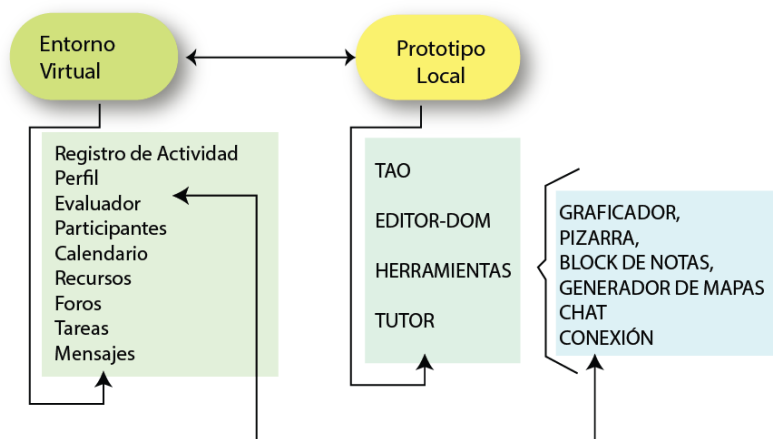 Entorno
Virtual
Prototipo
Local
Registro de Actividad
Perfil
Evaluador
Participantes
Calendario
Recursos
Foros
Tareas
Mensajes
TAO
EDITOR-DOM
HERRAMIENTAS
TUTOR
GRAFICADOR,
PIZARRA,
BLOCK DE NOTAS,
GENERADOR DE MAPAS
CHAT
CONEXIÓN